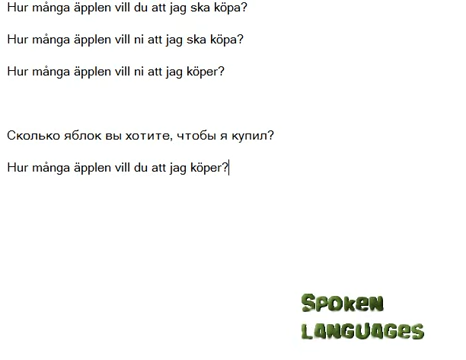 Hur många äpplen vill du att jag ska köpa?
Hur många äpplen vill ni att jag ska köpa?
Hur många äpplen vill ni att jag köper?
Сколько яблок вы хотите, чтобы я купил?
Hur många äpplen vill du att jag köper?
Spoken
Languages